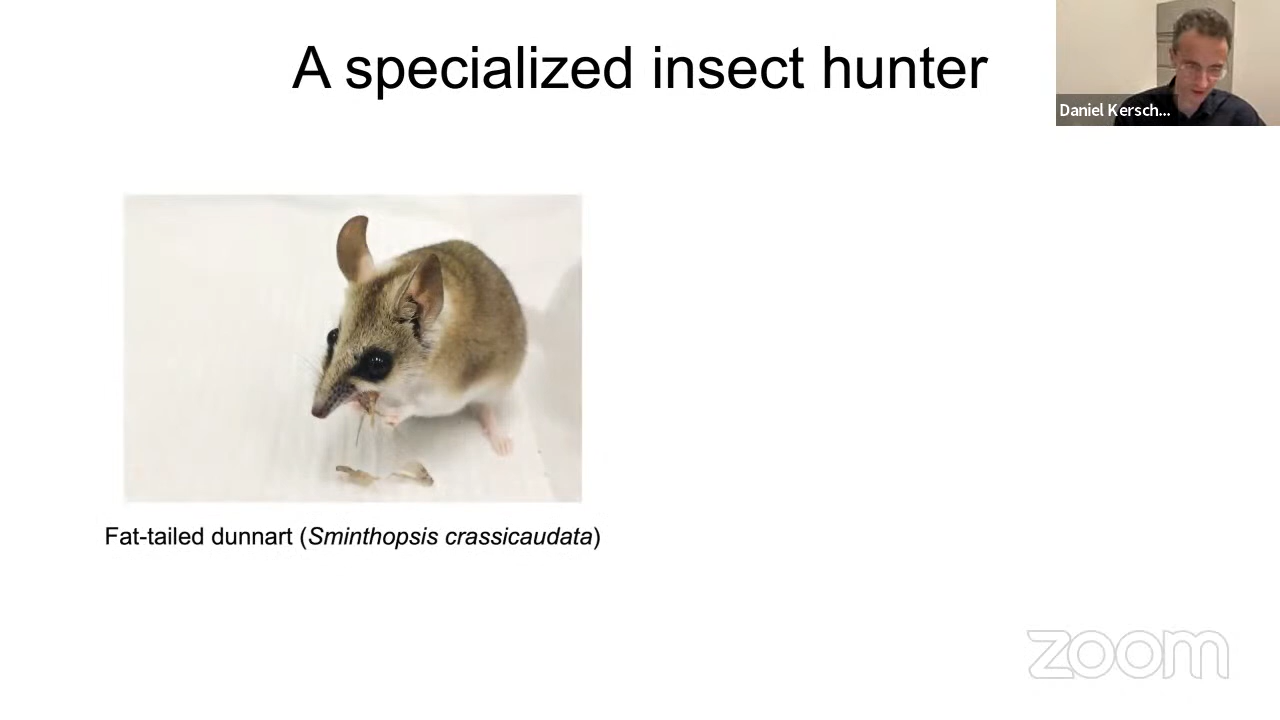 A specialized insect hunter
Daniel Kersch...
Fat-tailed dunnart (Sminthopsis crassicaudata)
zoom